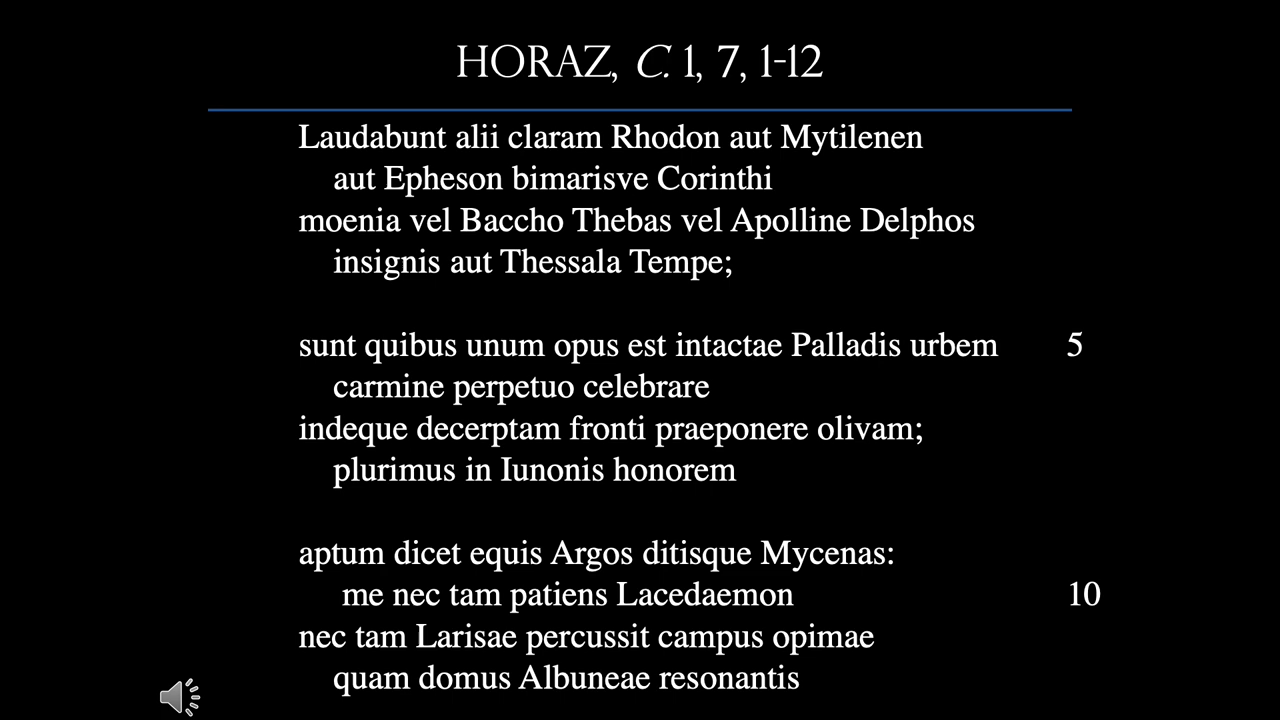 HORAZ, C. 1, 7, 1-12
Laudabunt alii claram Rhodon aut Mytilenen
aut Epheson bimarisve Corinthi
moenia vel Baccho Thebas vel Apolline Delphos
insignis aut Thessala Tempe;
sunt quibus unum opus est intactae Palladis urbem 5
carmine perpetuo celebrare
indeque decerptam fronti praeponere olivam;
plurimus in Iunonis honorem
aptum dicet equis Argos ditisque Mycenas:
me nec tam patiens Lacedaemon 10
nec tam Larisae percussit campus opimae
quam domus Albuneae resonantis